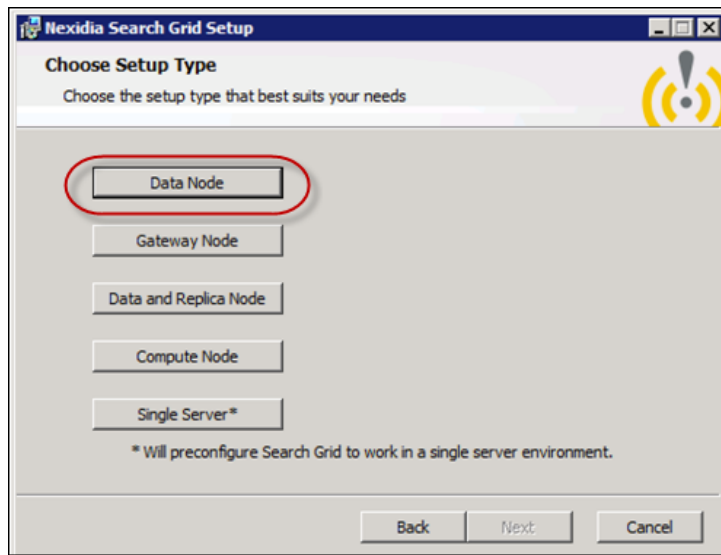 Nexidia Search Grid Setup
Choose Setup Type
Choose the setup type that best suits your needs
Data Node
Gateway Node
Data and Replica Node
Compute Node
Single Server*
* Will preconfigure Search Grid to work in a single server environment.
Back Next Cancel